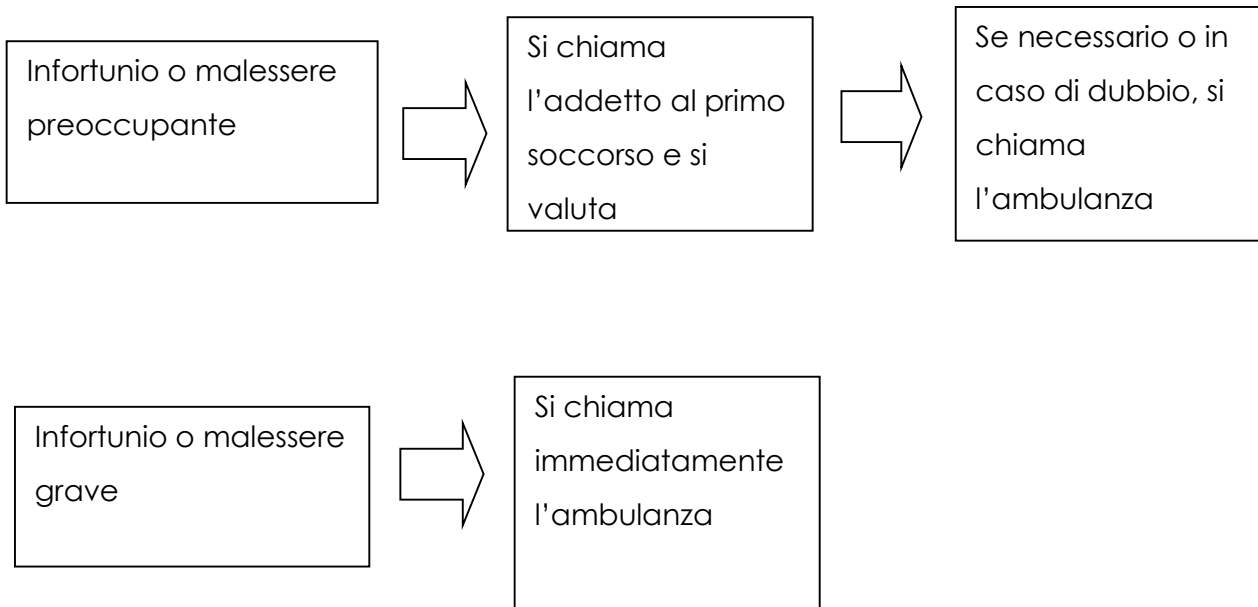 Infortunio o malessere
preoccupante
Si chiama
l’addetto al primo
soccorso e si
valuta
Se necessario o in
caso di dubbio, si
chiama
l’ambulanza
Infortunio o malessere
grave
Si chiama
immediatamente
l’ambulanza